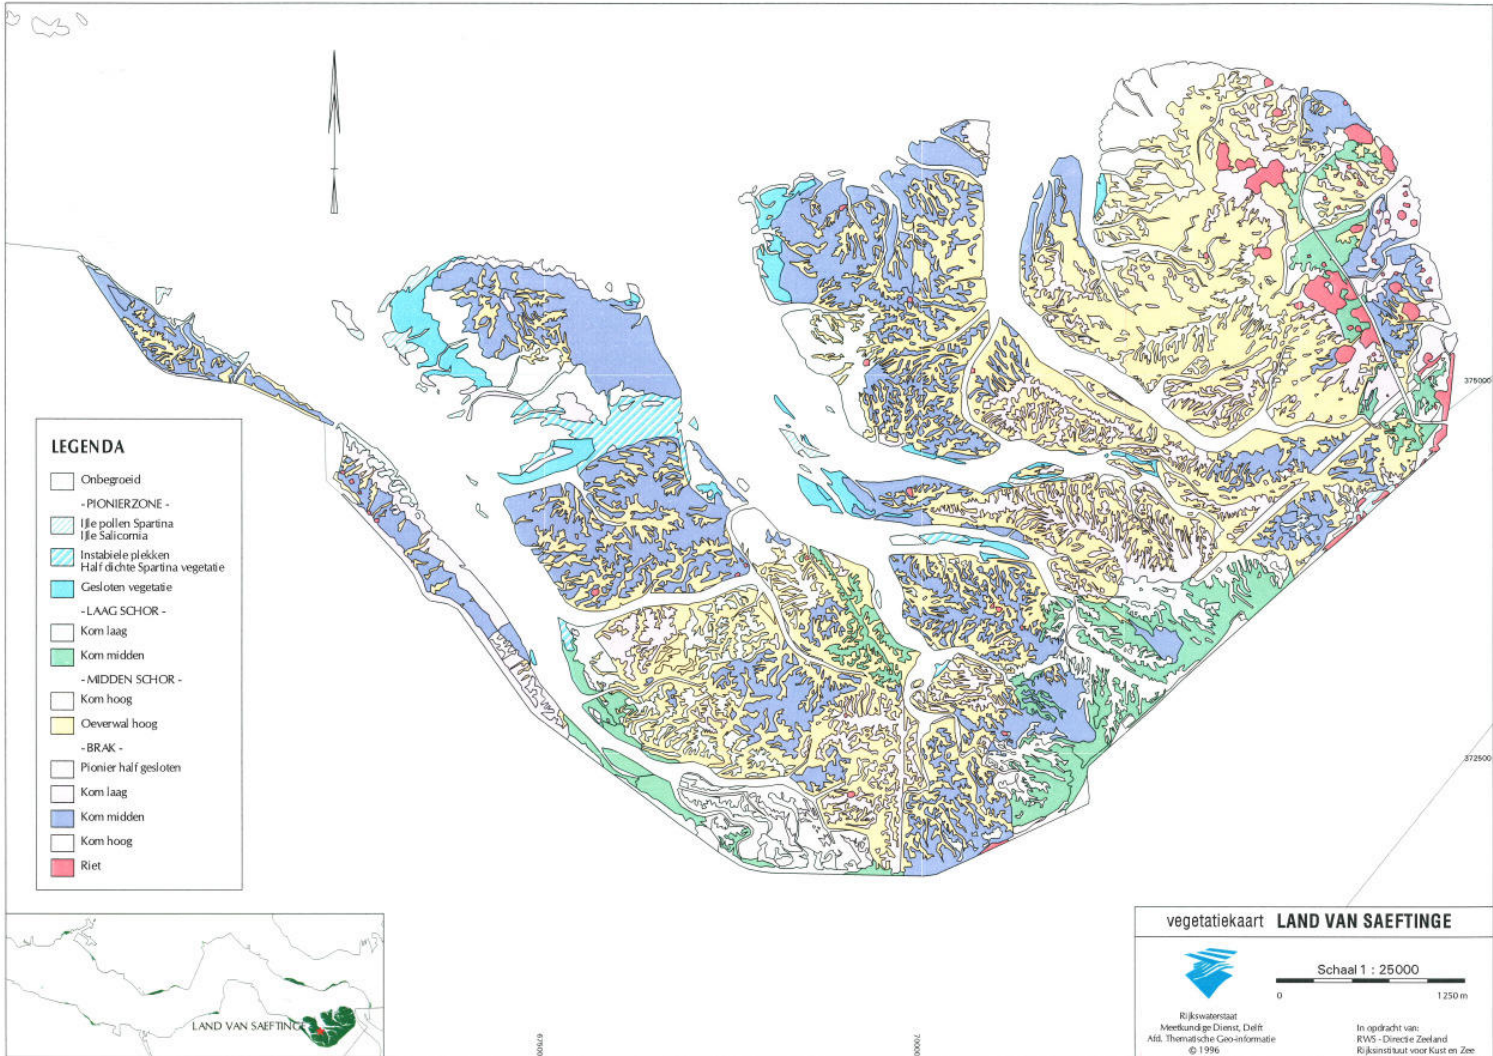 LEGENDA
Onbegroeid
- PIONIERZONE -
IJle pollen Spartina
IJle Salicornia
Instabiele plekken
Half dichte Spartina vegetatie
Gesloten vegetatie
- LAAG SCHOR -
Kom laag
Kom midden
- MIDDEN SCHOR -
Kom hoog
Oeverwal hoog
- BRAK -
Pionier half gesloten
Kom laag
Kom midden
Kom hoog
Riet
375000
372500
67500
70000
LAND VAN SAEFTINGE
vegetatiekaart LAND VAN SAEFTINGE
Schaal 1 : 25000
0 1250 m
Rijkswaterstaat
Meetkundige Dienst, Delft
Afd. Thematische Geo-informatie
© 1996
In opdracht van:
RWS - Directie Zeeland
Rijksinstituut voor Kust en Zee